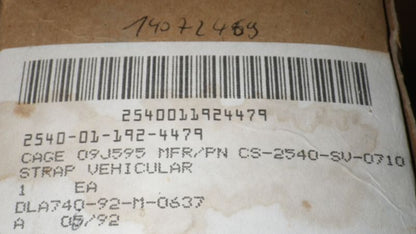 14072469
2540011924479
2540-01-192-4479
CAGE 09J595 MFR/PN CS-2540-SV-0710
STRAP VEHICULAR
1 EA
DLA740-92-M-0637
A 05/92